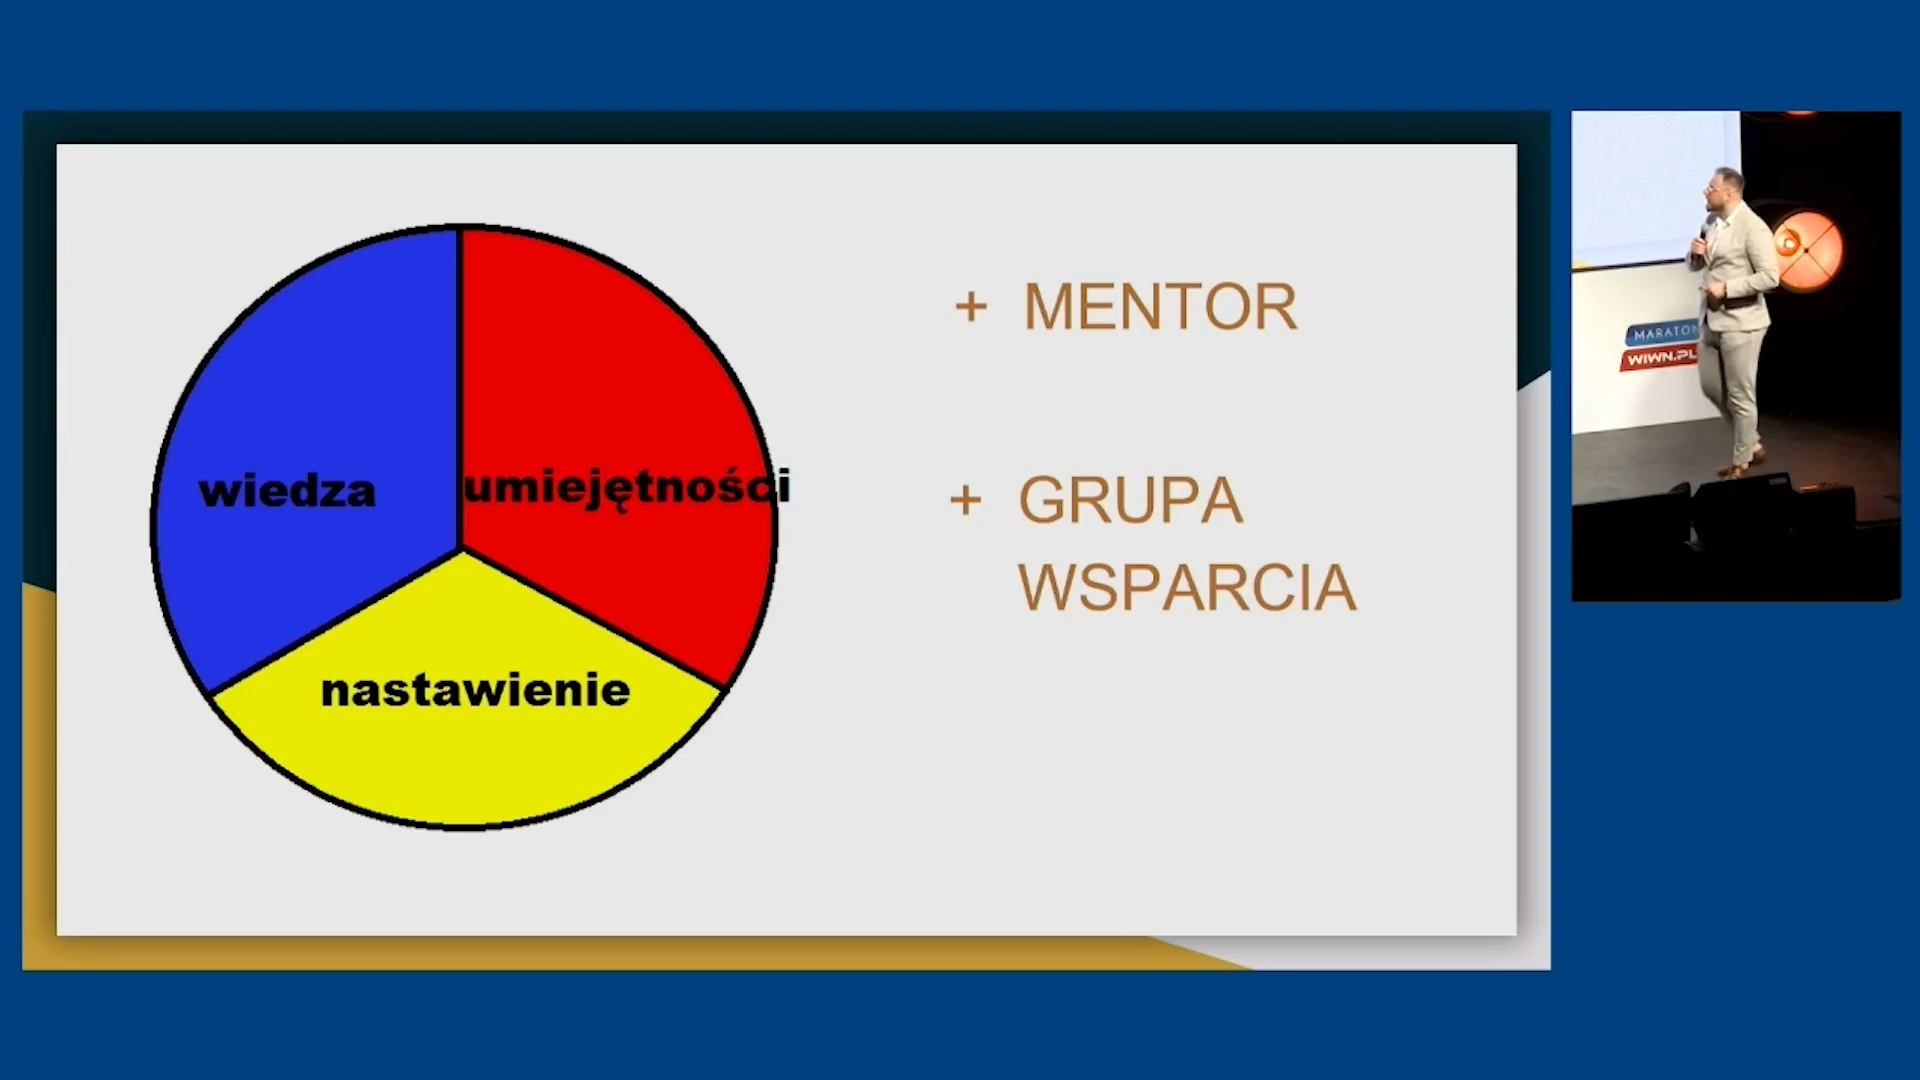 wiedza
umiejętności
nastawienie
+ MENTOR
+ GRUPA
WSPARCIA
MARATON
WIWN.PL